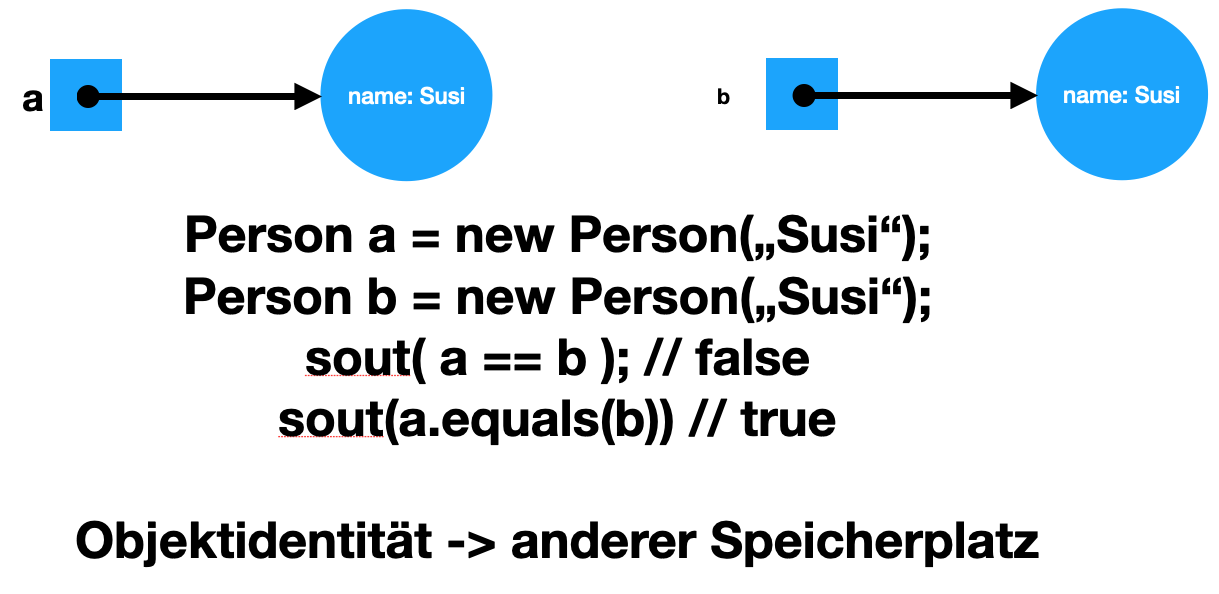 a
name: Susi
b
name: Susi
Person a = new Person(„Susi“);
Person b = new Person(„Susi“);
sout( a == b ); // false
sout(a.equals(b)) // true
Objektidentität -> anderer Speicherplatz